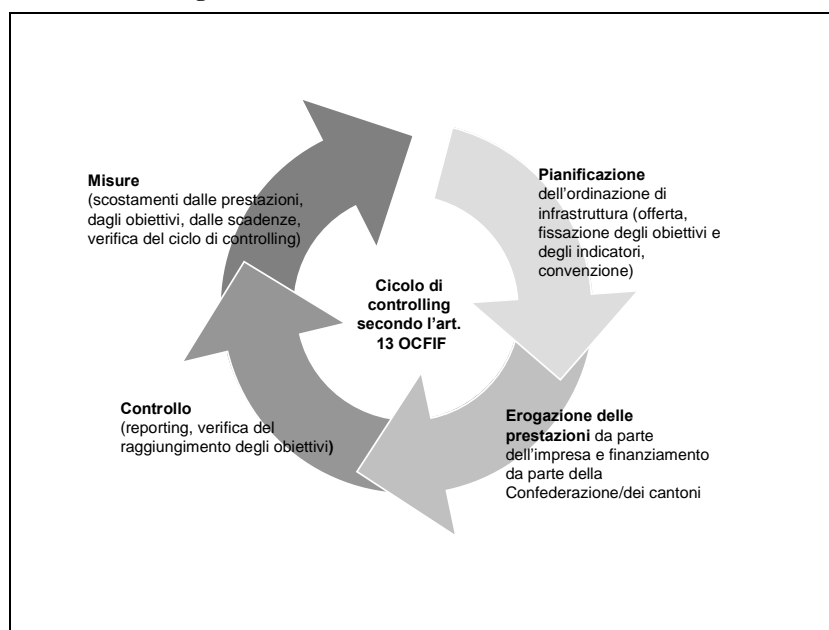 Misure
(scostamenti dalle prestazioni,
dagli obiettivi, dalle scadenze,
verifica del ciclo di controlling)
Pianificazione
dell'ordinazione di
infrastruttura (offerta,
fissazione degli obiettivi e
degli indicatori,
convenzione)
Cicolo di
controlling
secondo l'art.
13 OCFIF
Controllo
(reporting, verifica del
raggiungimento degli obiettivi)
Erogazione delle
prestazioni da parte
dell'impresa e finanziamento
da parte della
Confederazione/dei cantoni